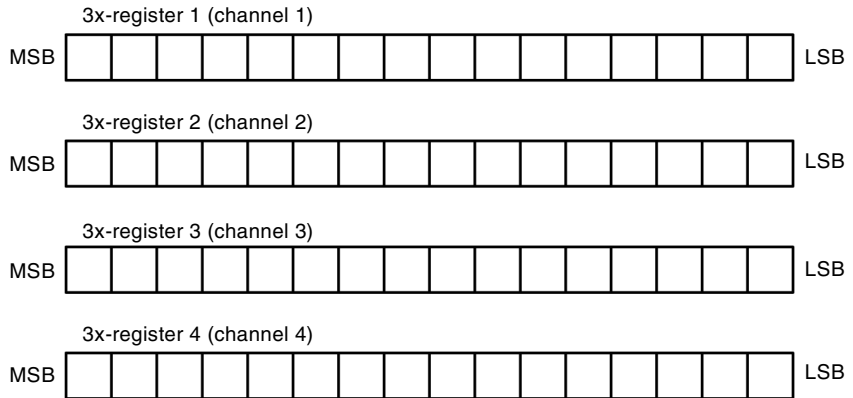 3x-register 1 (channel 1)
MSB LSB
3x-register 2 (channel 2)
MSB LSB
3x-register 3 (channel 3)
MSB LSB
3x-register 4 (channel 4)
MSB LSB